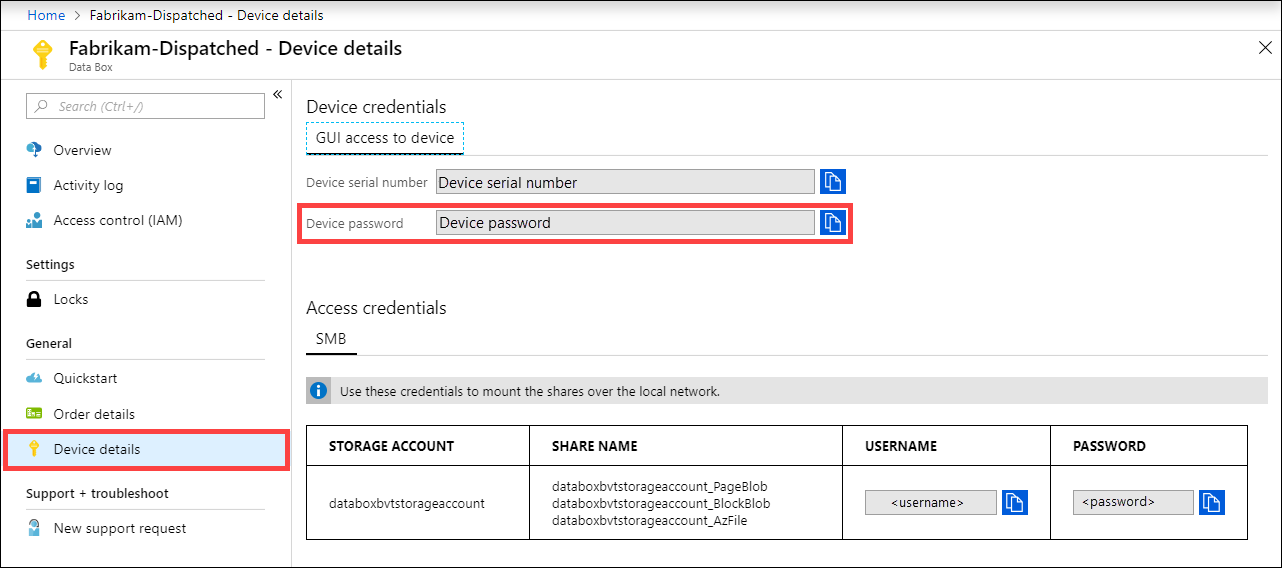 Home > Fabrikam-Dispatched - Device details
Fabrikam-Dispatched - Device details
Data Box
Search (Ctrl+/)
«
Overview
Activity log
Access control (IAM)
Settings
Locks
General
Quickstart
Order details
Device details
Support + troubleshoot
New support request
Device credentials
GUI access to device
Device serial number Device serial number
Device password Device password
Access credentials
SMB
Use these credentials to mount the shares over the local network.
STORAGE ACCOUNT SHARE NAME USERNAME PASSWORD
databoxbvtstorageaccount_PageBlob
databoxbvtstorageaccount databoxbvtstorageaccount_BlockBlob <username> <password>
databoxbvtstorageaccount_AzFile